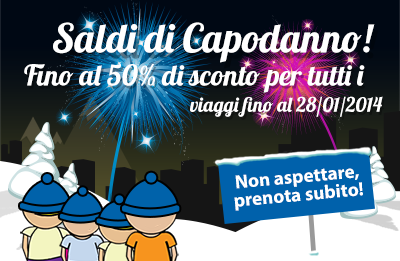 Saldi di Capodanno!
Fino al 50% di sconto per tutti i
viaggi fino al 28/01/2014
Non aspettare,
prenota subito!